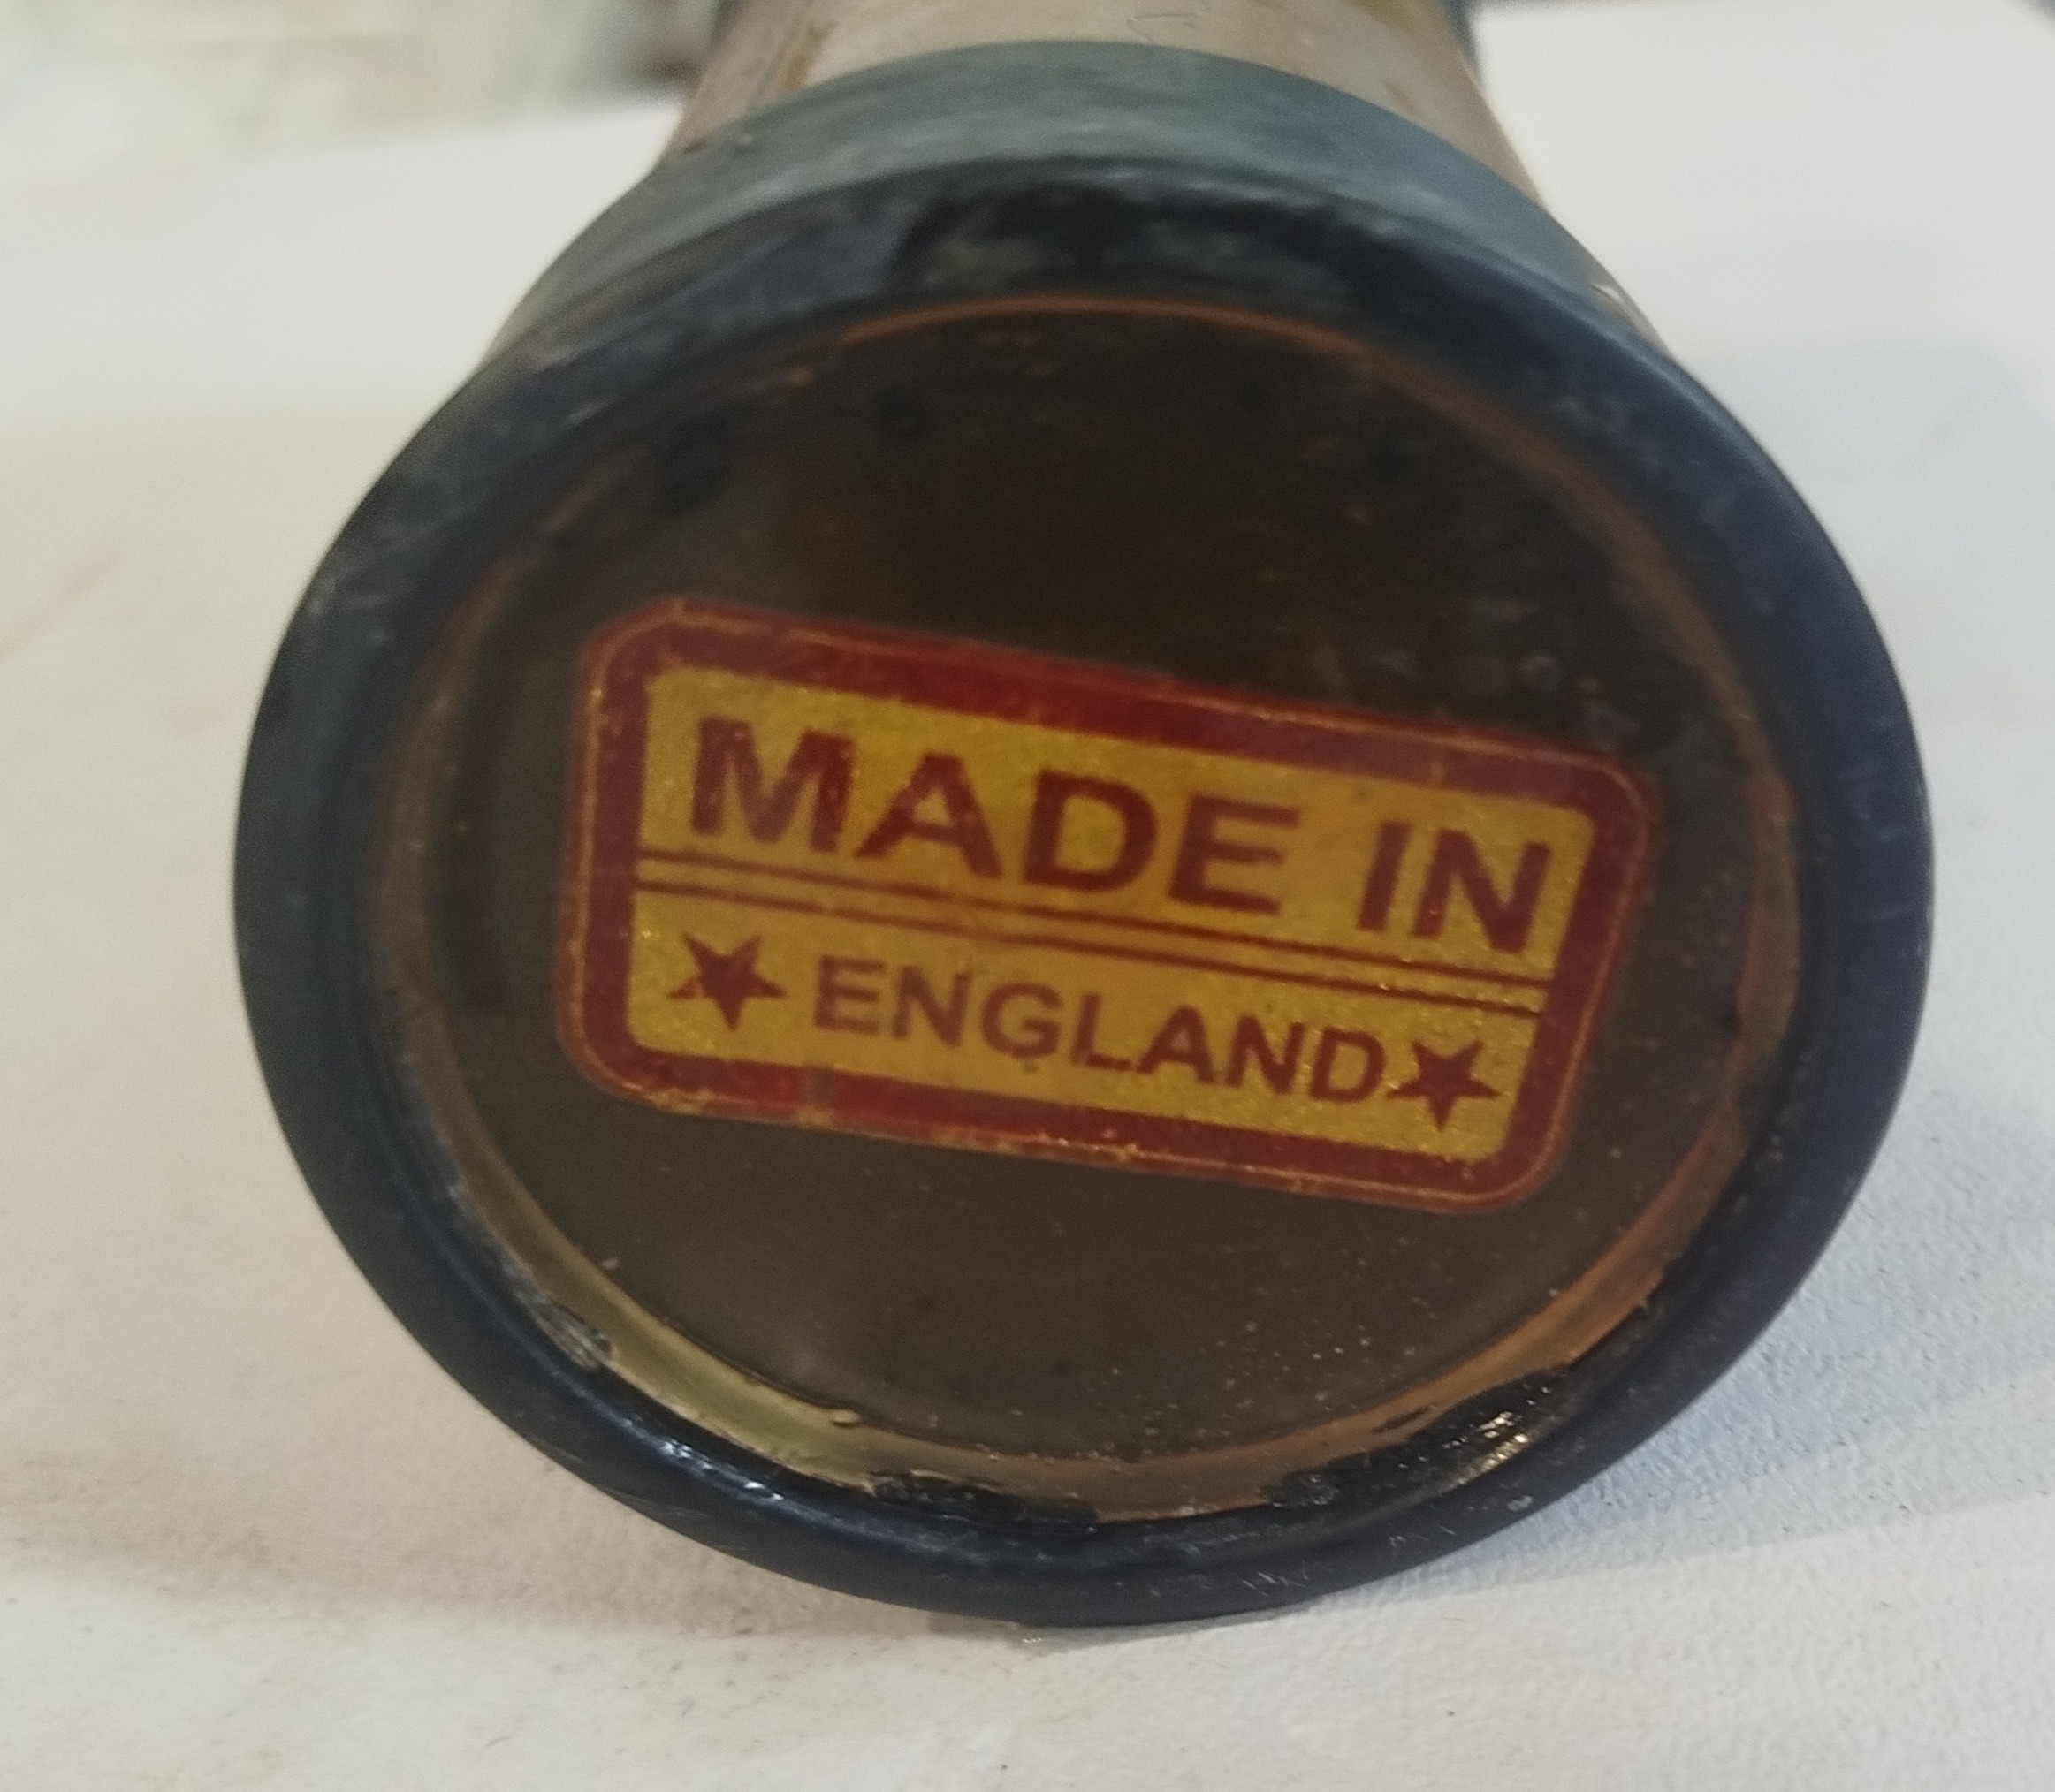 MADE IN
★ ENGLAND ★